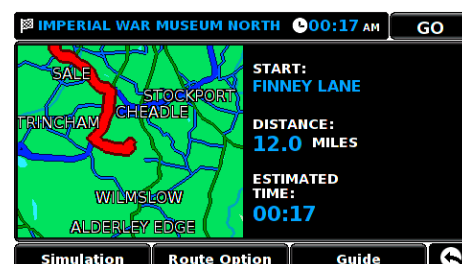 IMPERIAL WAR MUSEUM NORTH 00:17 AM
GO
SALE
STOCKPORT
CHEADLE
TRINCHAM
WILMSLOW
ALDERLEY EDGE
START:
FINNEY LANE
DISTANCE:
12.0 MILES
ESTIMATED
TIME:
00:17
Simulation
Route Option
Guide